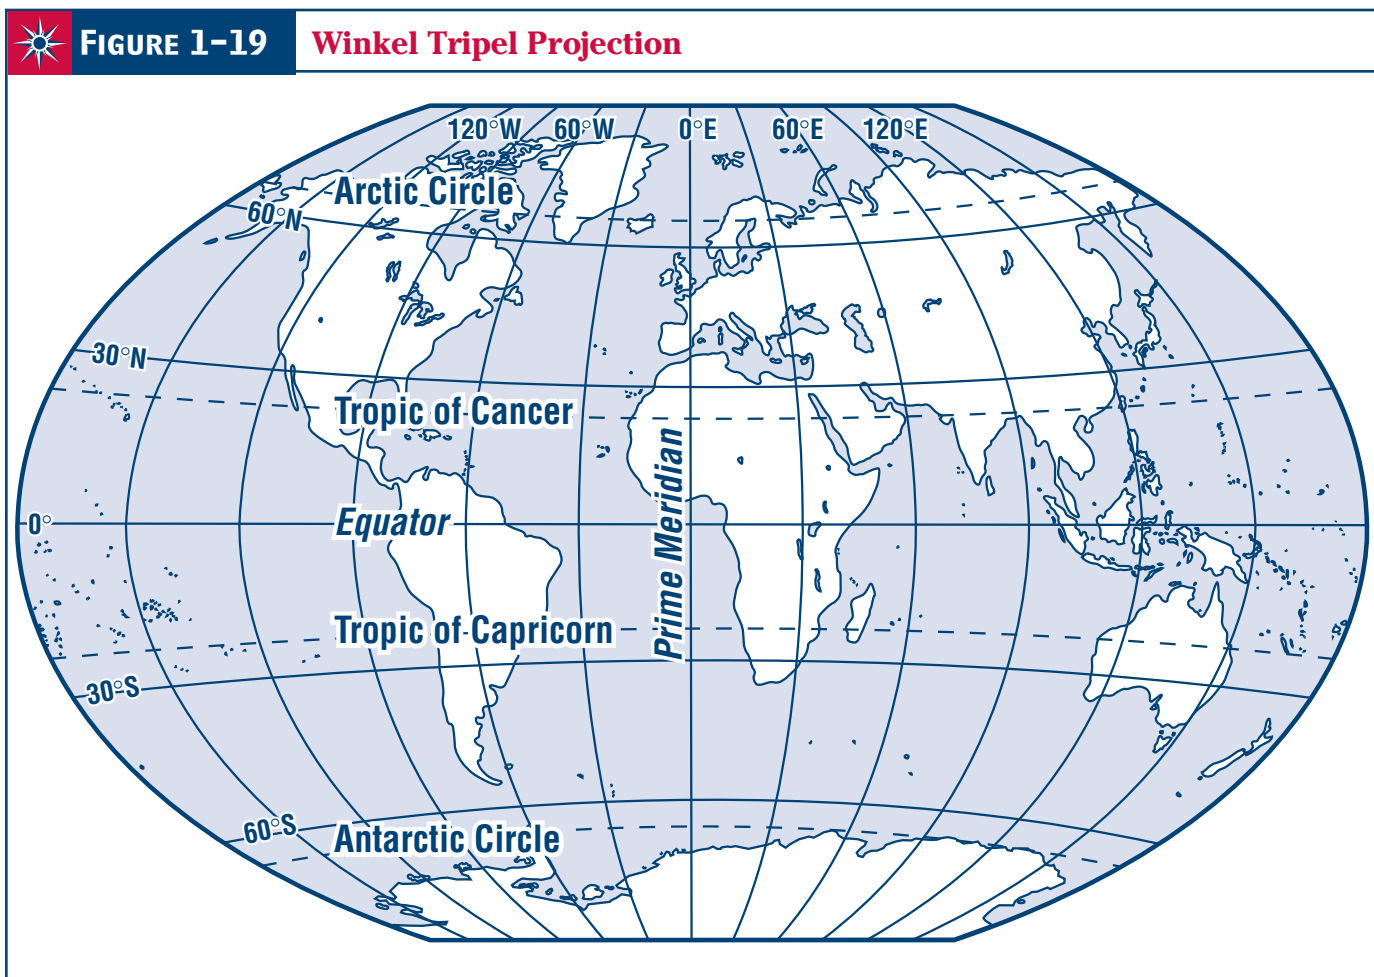 FIGURE 1–19 Winkel Tripel Projection
120°W 60°W 0°E 60°E 120°E
Arctic Circle
60°N
30°N
Tropic of Cancer
Prime Meridian
0° Equator
Tropic of Capricorn
30°S
60°S
Antarctic Circle